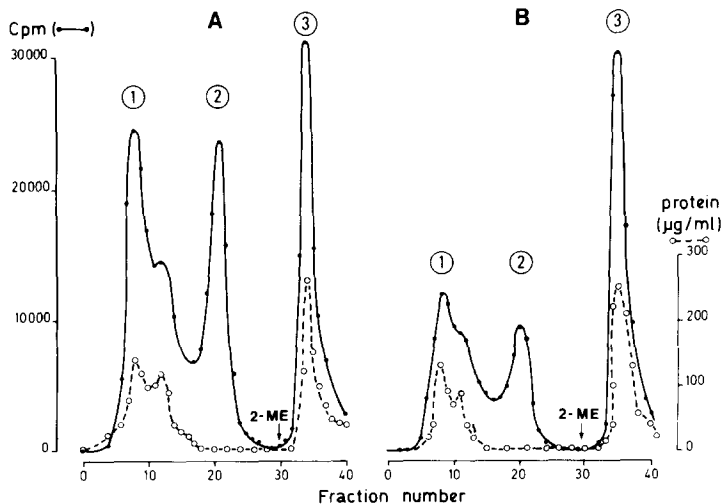 Cpm (•—•)
A
B
① ② ③
① ② ③
30000
20000
10000
0
protein
(µg/ml)
300
200
100
0
2-ME
2-ME
0 10 20 30 40
0 10 20 30 40
Fraction number